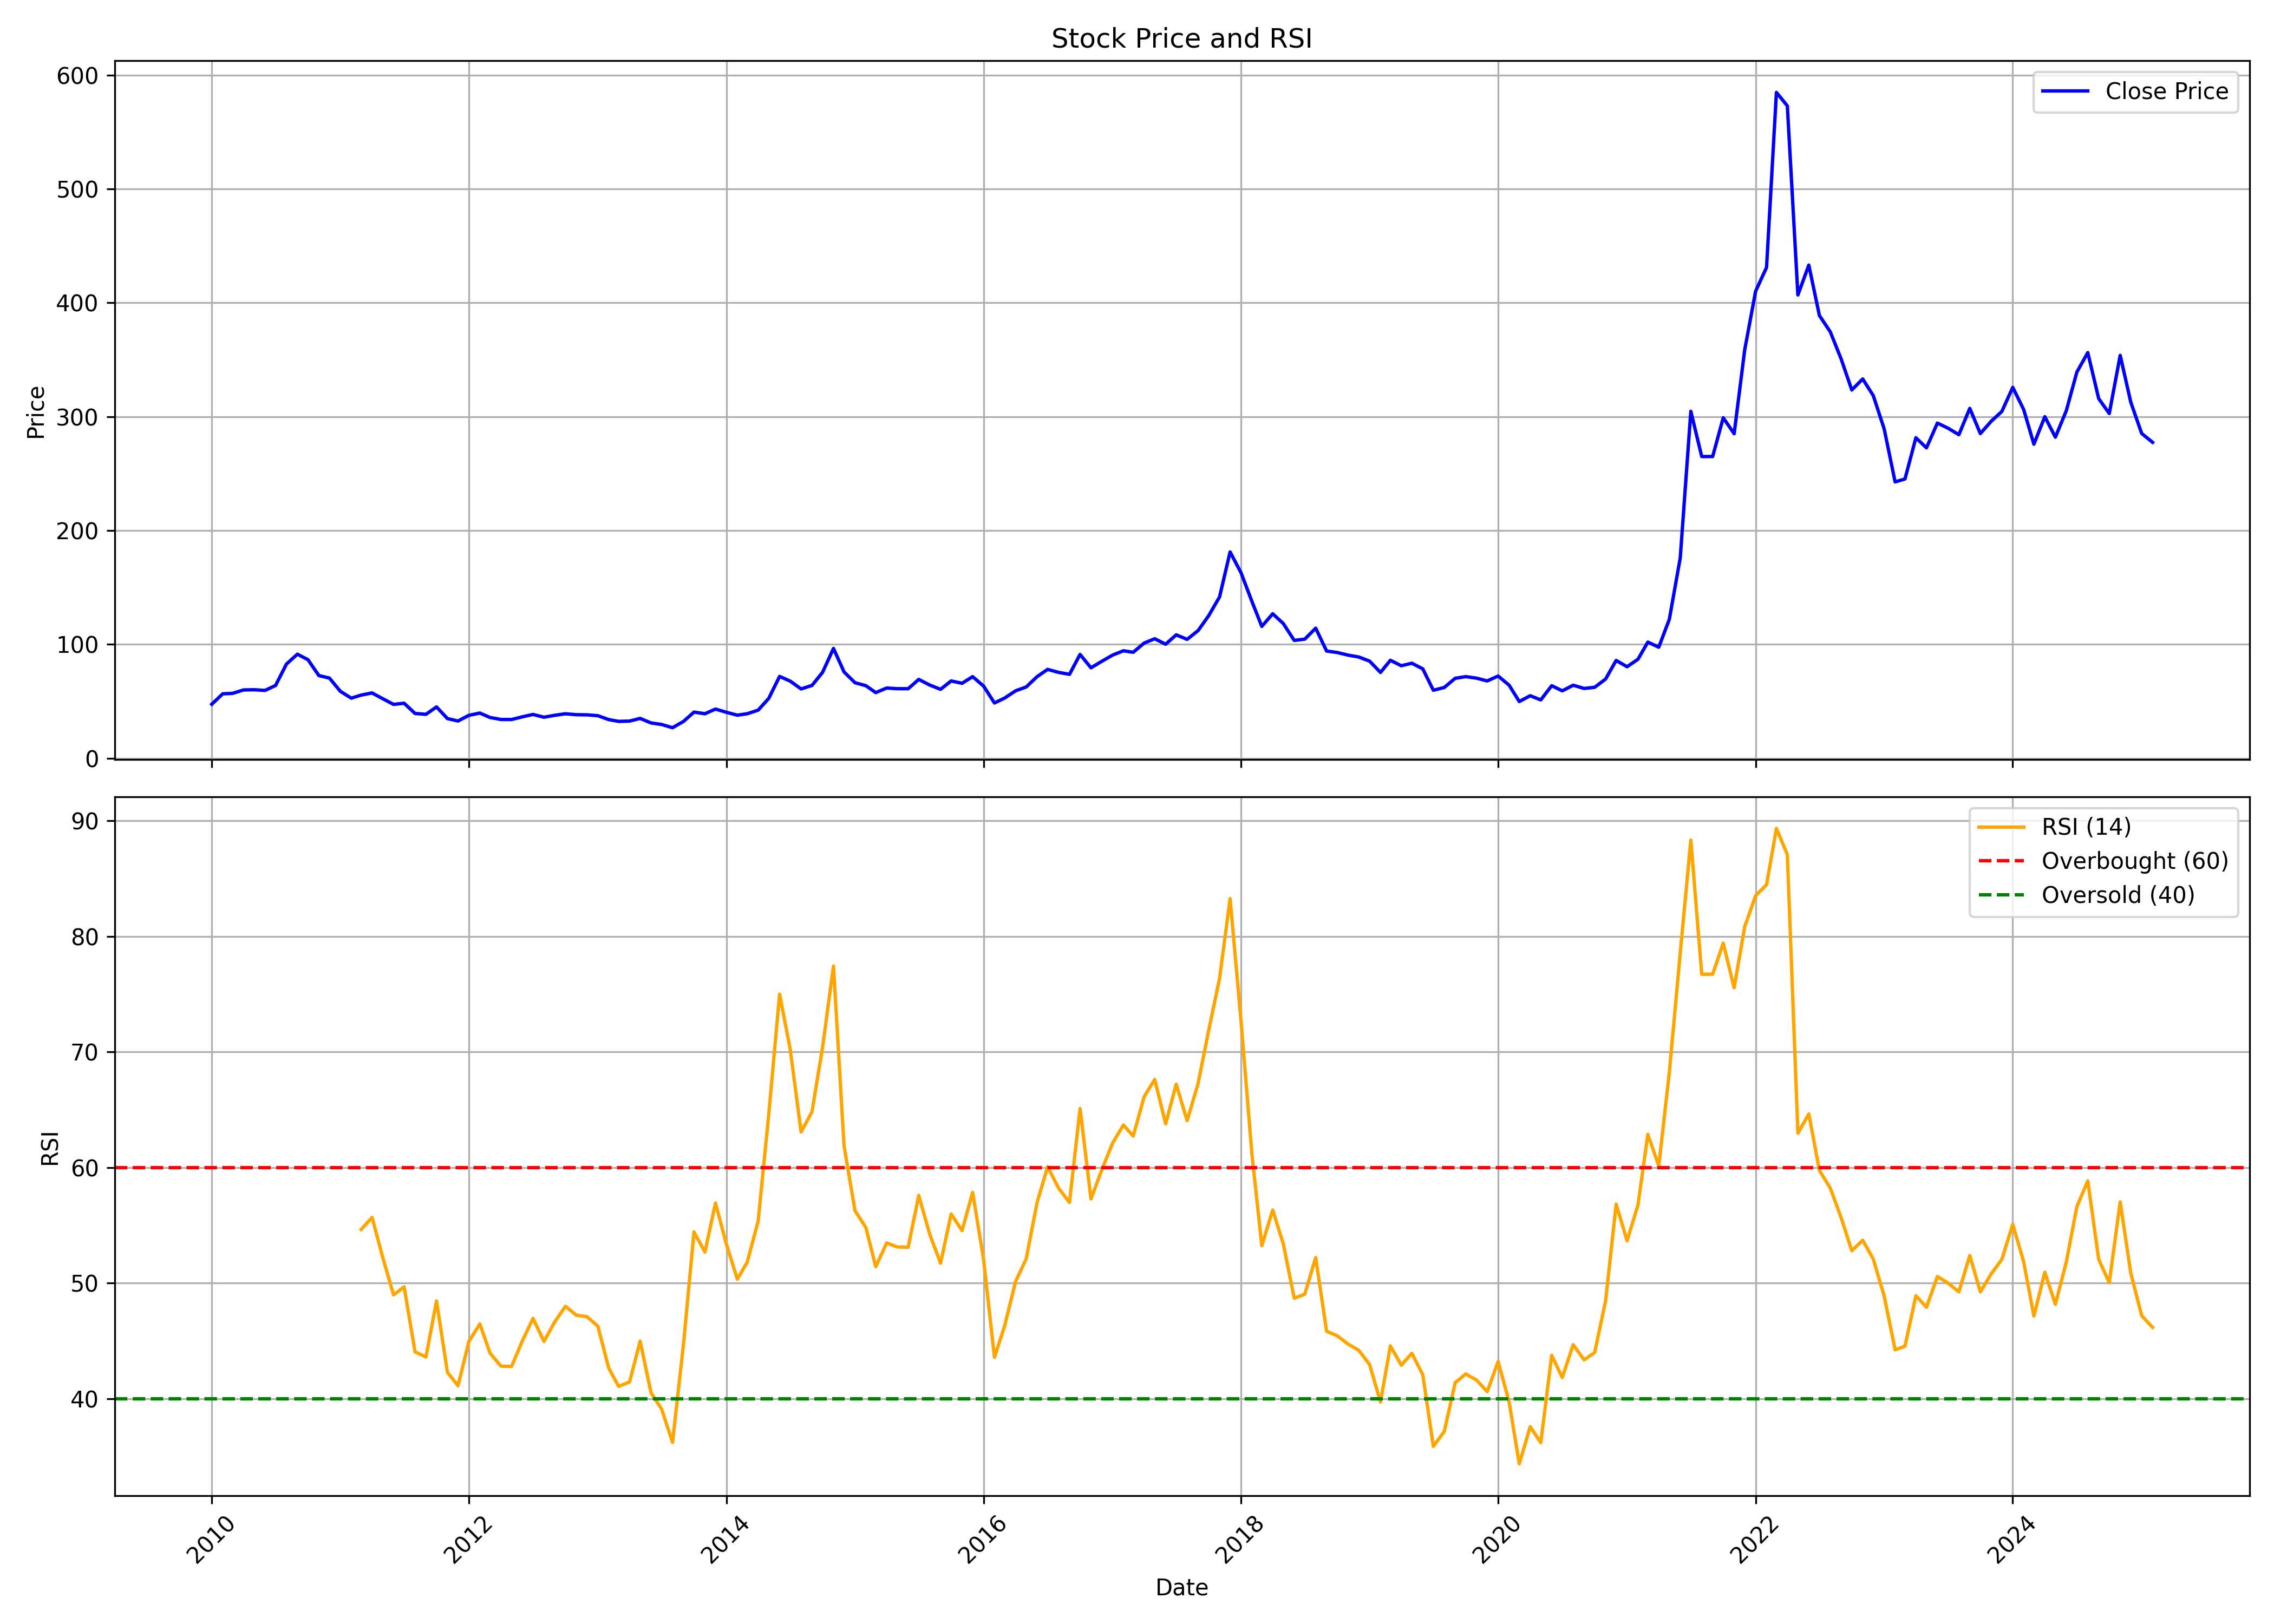 Stock Price and RSI
600
500
400
300
200
100
0
Price
Close Price
90
80
70
60
50
40
RSI
RSI (14)
Overbought (60)
Oversold (40)
2010
2012
2014
2016
2018
2020
2022
2024
Date